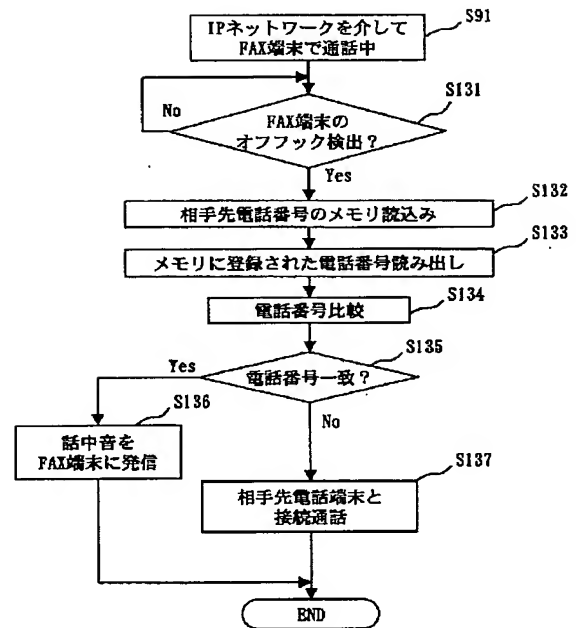 IPネットワークを介して
FAX端末で通話中
S91
S131
No
FAX端末の
オフフック検出？
Yes
S132
相手先電話番号のメモリ読込み
S133
メモリに登録された電話番号読み出し
S134
電話番号比較
S135
Yes
電話番号一致？
S136
No
話中音を
FAX端末に発信
S137
相手先電話端末と
接続通話
END